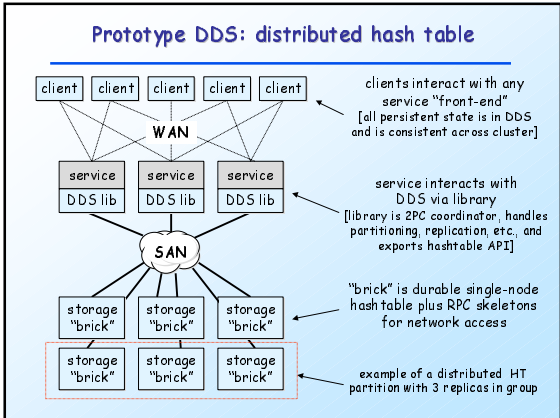 Prototype DDS: distributed hash table
client client client client client
clients interact with any
service "front-end"
[all persistent state is in DDS
and is consistent across cluster]
WAN
service service service
DDS lib DDS lib DDS lib
service interacts with
DDS via library
[library is 2PC coordinator, handles
partitioning, replication, etc., and
exports hashtable API]
SAN
"brick" is durable single-node
hashtable plus RPC skeletons
for network access
storage storage storage
"brick" "brick" "brick"
storage storage storage
"brick" "brick" "brick"
example of a distributed HT
partition with 3 replicas in group